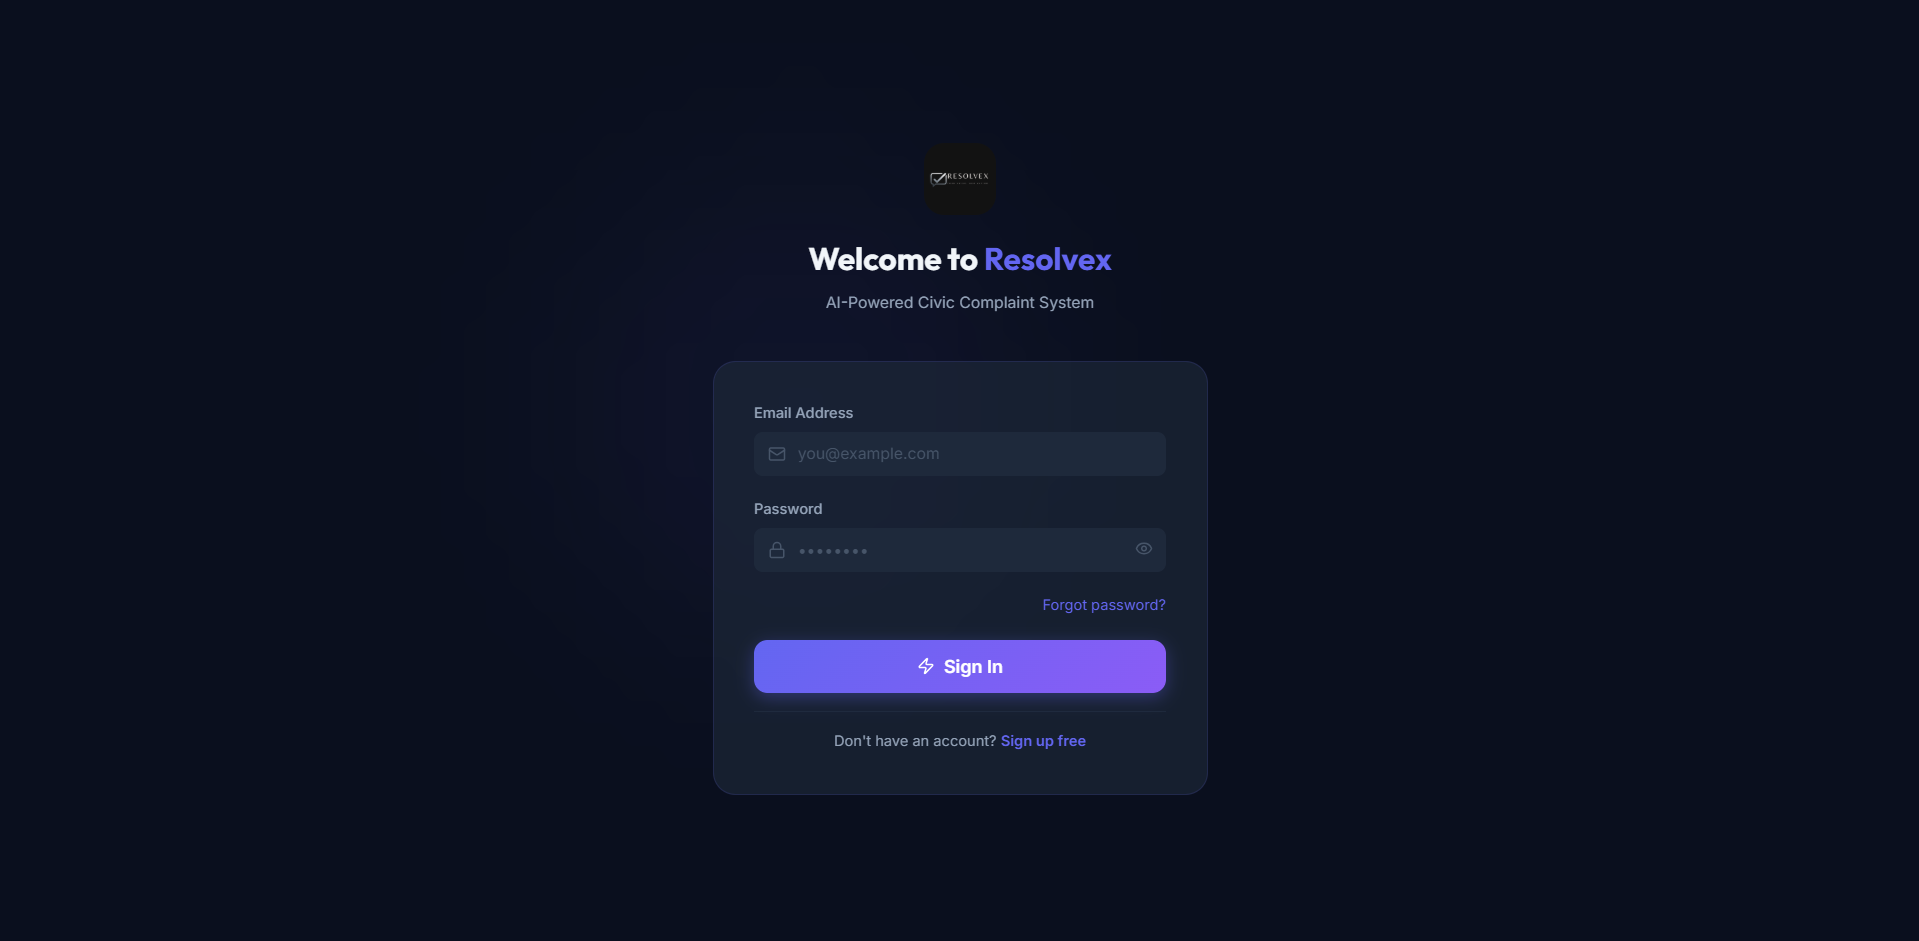 RESOLVEX
Welcome to Resolvex
AI-Powered Civic Complaint System
Email Address
you@example.com
Password
••••••••
Forgot password?
Sign In
Don't have an account? Sign up free